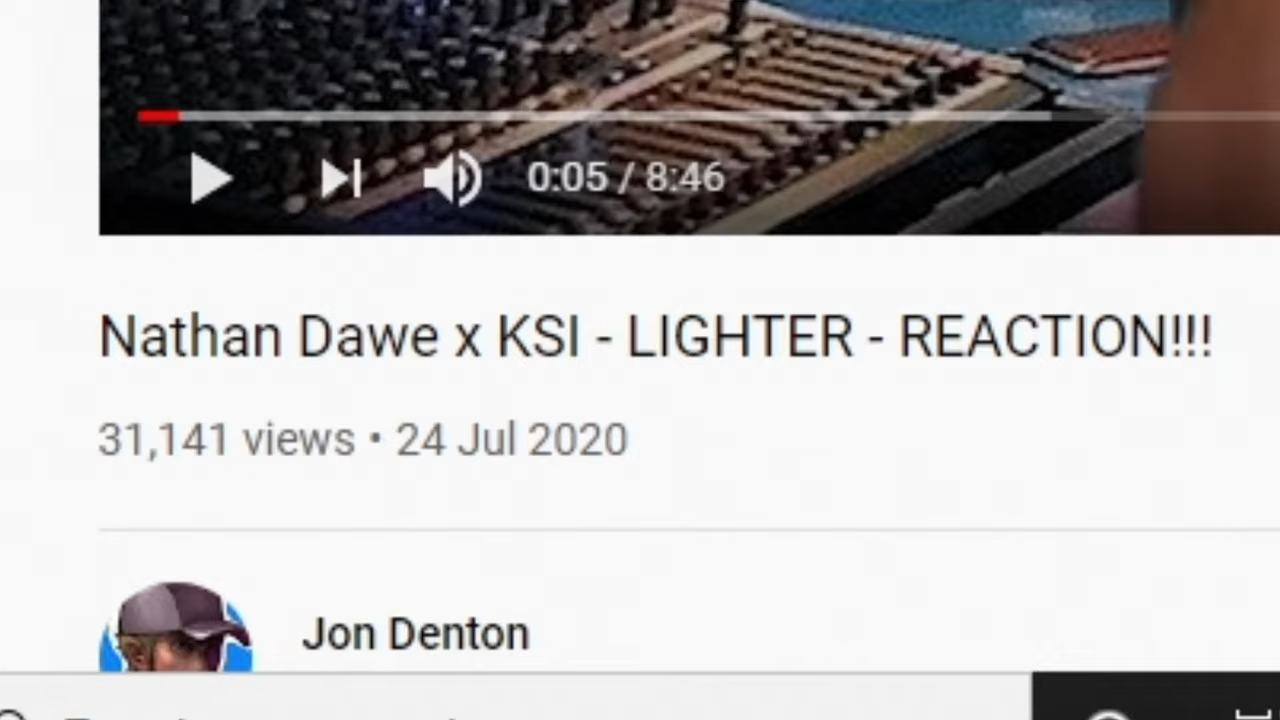 0:05 / 8:46
Nathan Dawe x KSI - LIGHTER - REACTION!!!
31,141 views • 24 Jul 2020
Jon Denton